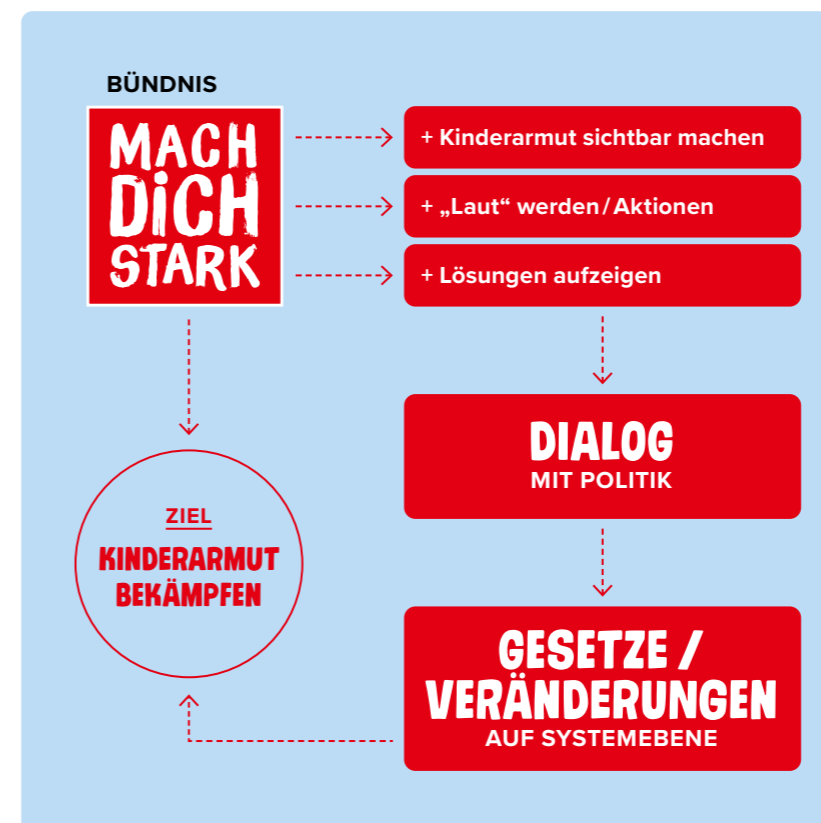 BÜNDNIS
MACH
DiCH
STARK
+ Kinderarmut sichtbar machen
+ „Laut“ werden / Aktionen
+ Lösungen aufzeigen
DIALOG
MIT POLITIK
ZIEL
KINDERARMUT
BEKÄMPFEN
GESETZE /
VERÄNDERUNGEN
AUF SYSTEMEBENE